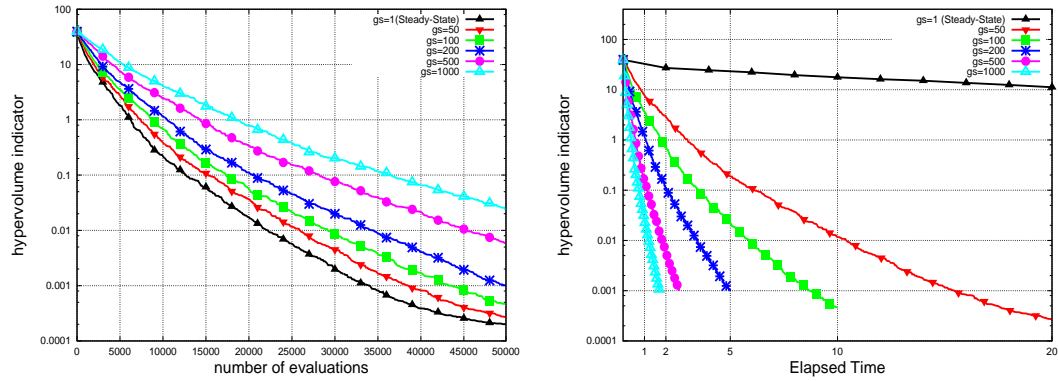 hypervolume indicator
100
10
1
0.1
0.01
0.001
0.0001
0 5000 10000 15000 20000 25000 30000 35000 40000 45000 50000
number of evaluations
gs=1(Steady-State)
gs=50
gs=100
gs=200
gs=500
gs=1000
hypervolume indicator
100
10
1
0.1
0.01
0.001
0.0001
1 2 5 10 20
Elapsed Time
gs=1 (Steady-State)
gs=50
gs=100
gs=200
gs=500
gs=1000